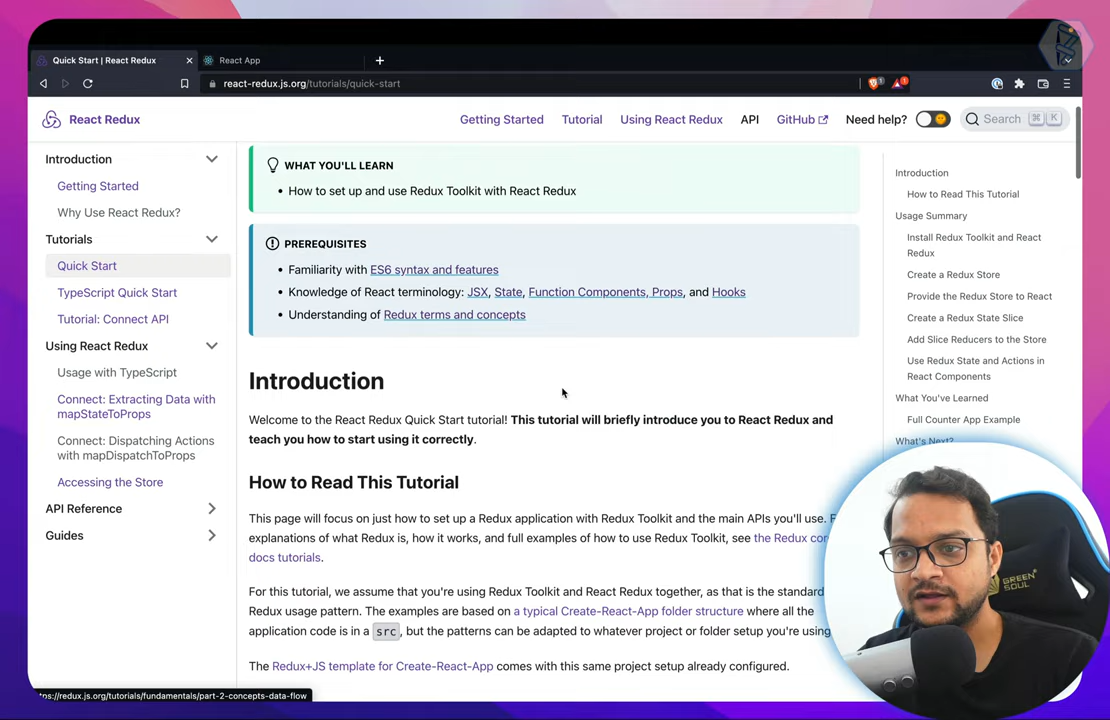 Quick Start | React Redux
React App
react-redux.js.org/tutorials/quick-start
React Redux
Getting Started
Tutorial
Using React Redux
API
GitHub
Need help?
Search
⌘ K
Introduction
Getting Started
Why Use React Redux?
Tutorials
Quick Start
TypeScript Quick Start
Tutorial: Connect API
Using React Redux
Usage with TypeScript
Connect: Extracting Data with
mapStateToProps
Connect: Dispatching Actions
with mapDispatchToProps
Accessing the Store
API Reference
Guides
WHAT YOU'LL LEARN
• How to set up and use Redux Toolkit with React Redux
PREREQUISITES
• Familiarity with ES6 syntax and features
• Knowledge of React terminology: JSX, State, Function Components, Props, and Hooks
• Understanding of Redux terms and concepts
Introduction
Welcome to the React Redux Quick Start tutorial! This tutorial will briefly introduce you to React Redux and
teach you how to start using it correctly.
How to Read This Tutorial
This page will focus on just how to set up a Redux application with Redux Toolkit and the main APIs you'll use.
explanations of what Redux is, how it works, and full examples of how to use Redux Toolkit, see the Redux
docs tutorials.
For this tutorial, we assume that you're using Redux Toolkit and React Redux together, as that is the standard
Redux usage pattern. The examples are based on a typical Create-React-App folder structure where all the
application code is in a src, but the patterns can be adapted to whatever project or folder setup you're using
The Redux+JS template for Create-React-App comes with this same project setup already configured.
Introduction
How to Read This Tutorial
Usage Summary
Install Redux Toolkit and React
Redux
Create a Redux Store
Provide the Redux Store to React
Create a Redux State Slice
Add Slice Reducers to the Store
Use Redux State and Actions in
React Components
What You've Learned
Full Counter App Example
What's Next?
GREEN
SOUL
ttps://redux.js.org/tutorials/fundamentals/part-2-concepts-data-flow